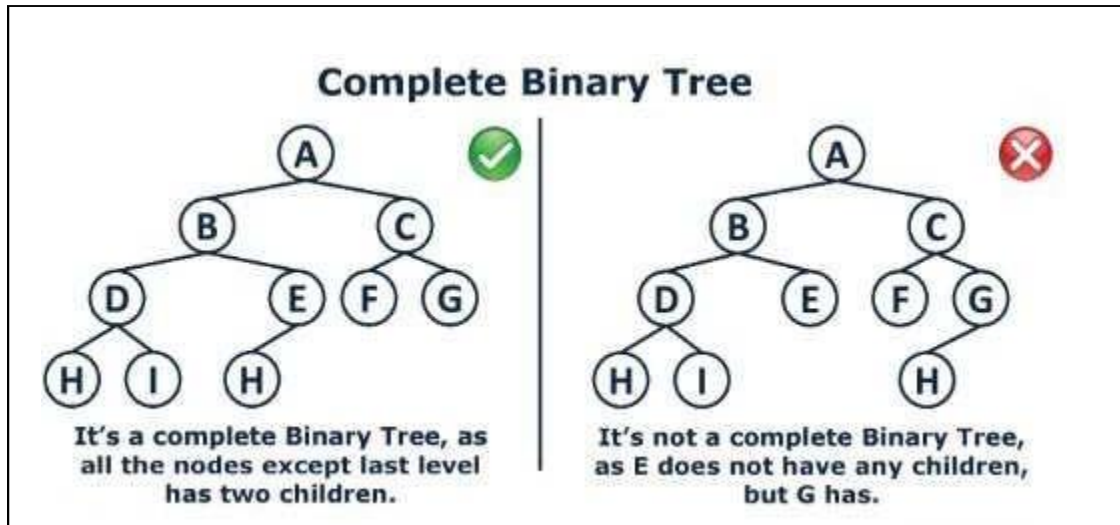 Complete Binary Tree
A
B C
D E F G
H I H
It's a complete Binary Tree, as
all the nodes except last level
has two children.
A
B C
D E F G
H I H
It's not a complete Binary Tree,
as E does not have any children,
but G has.